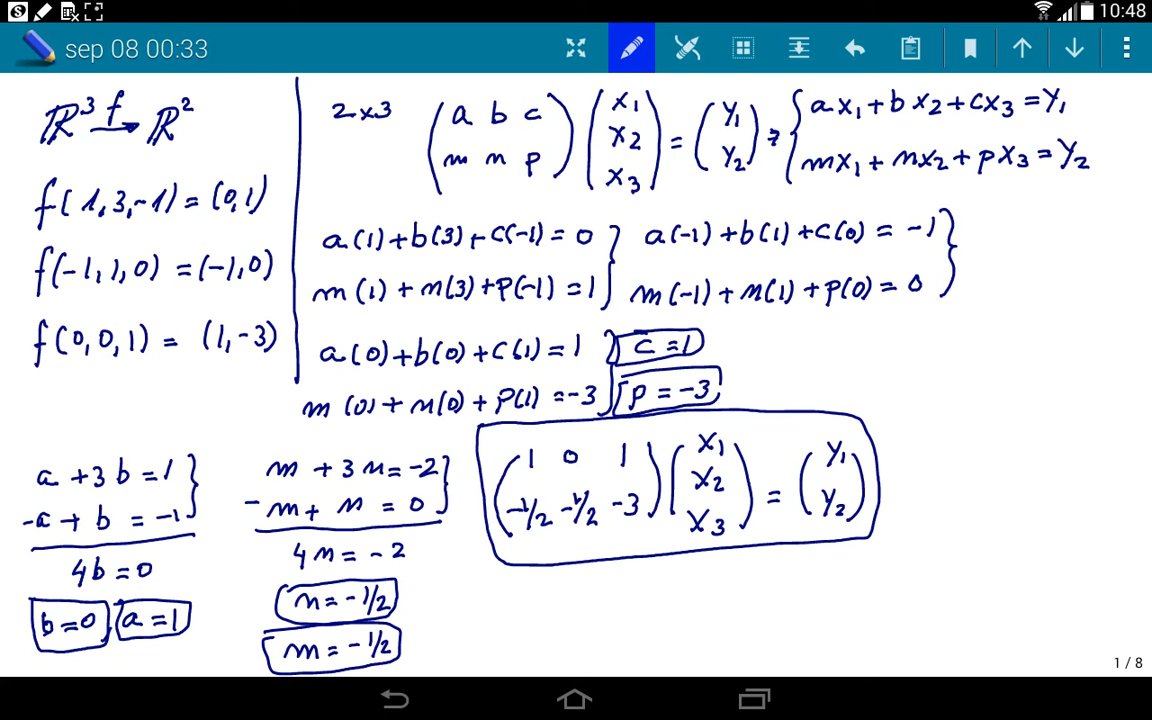 10:48
sep 08 00:33
ℝ³ f→ ℝ²
f(1,3,-1) = (0,1)
f(-1,1,0) = (-1,0)
f(0,0,1) = (1,-3)
2x3 (a b c / m n p) (x₁ / x₂ / x₃) = (y₁ / y₂) ⇒ { ax₁+bx₂+cx₃=y₁
mx₁+nx₂+px₃=y₂
a(1)+b(3)+c(-1)=0 } a(-1)+b(1)+c(0)=-1 }
m(1)+n(3)+p(-1)=1 } m(-1)+n(1)+p(0)=0 }
a(0)+b(0)+c(1)=1 } c=1
m(0)+n(0)+p(1)=-3 } p=-3
a+3b=1 }
-a+b=-1 }
4b=0
b=0, a=1
m+3n=-2 }
-m+n=0 }
4n=-2
n=-1/2
m=-1/2
(1 0 1 / -1/2 -1/2 -3) (x₁ / x₂ / x₃) = (y₁ / y₂)
1 / 8